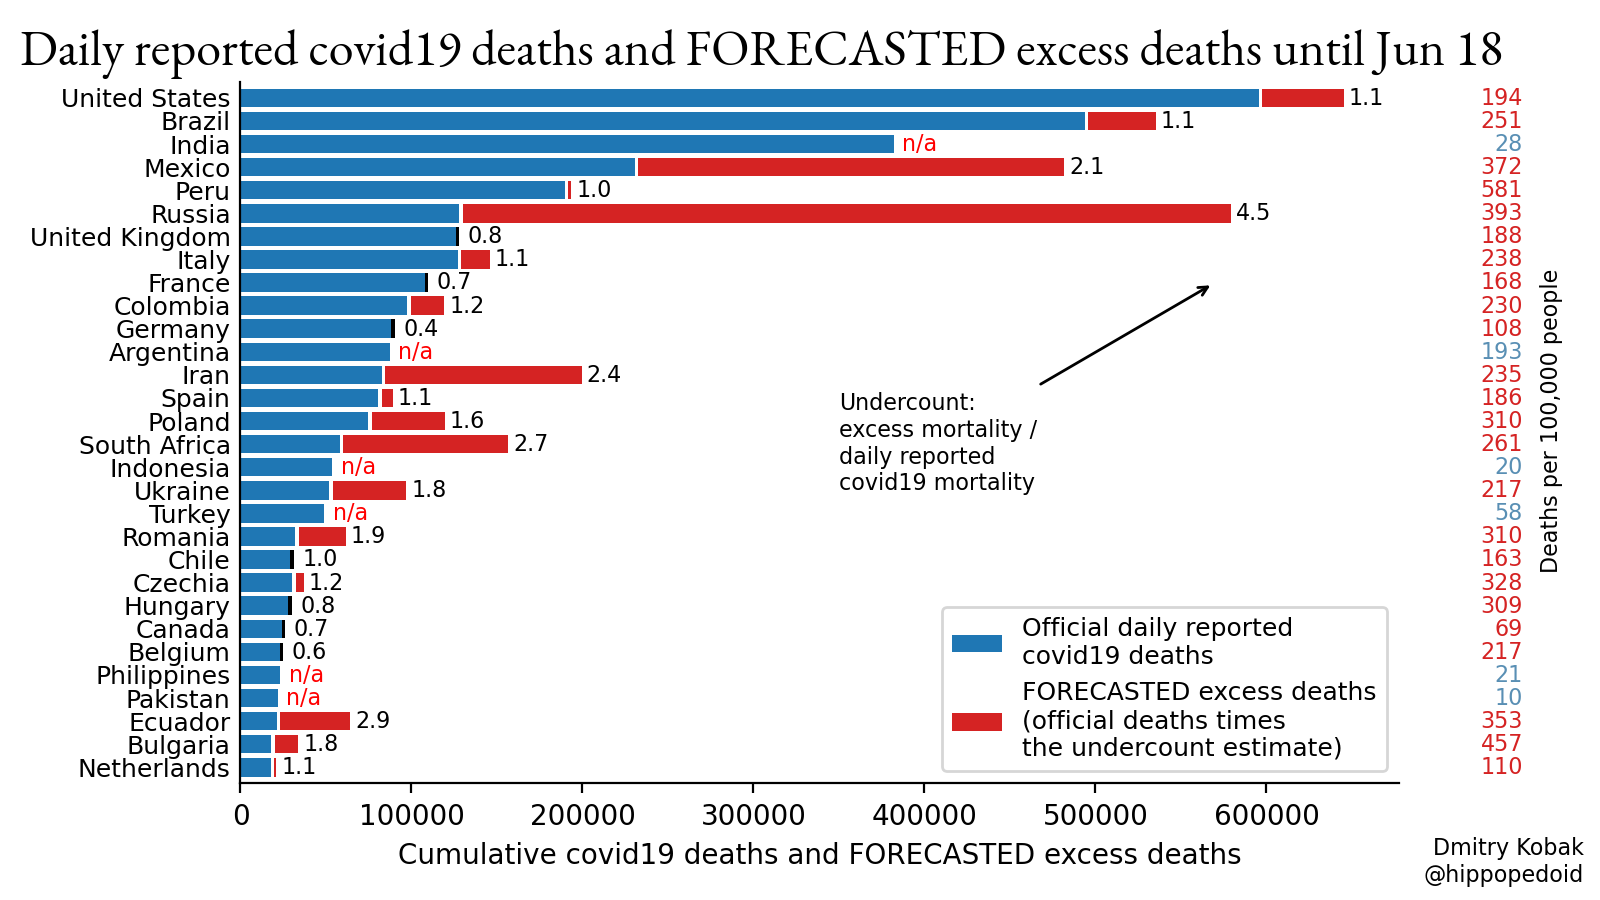 Daily reported covid19 deaths and FORECASTED excess deaths until Jun 18
United States 1.1 194
Brazil 1.1 251
India n/a 28
Mexico 2.1 372
Peru 1.0 581
Russia 4.5 393
United Kingdom 0.8 188
Italy 1.1 238
France 0.7 168
Colombia 1.2 230
Germany 0.4 108
Argentina n/a 193
Iran 2.4 235
Spain 1.1 186
Poland 1.6 310
South Africa 2.7 261
Indonesia n/a 20
Ukraine 1.8 217
Turkey n/a 58
Romania 1.9 310
Chile 1.0 163
Czechia 1.2 328
Hungary 0.8 309
Canada 0.7 69
Belgium 0.6 217
Philippines n/a 21
Pakistan n/a 10
Ecuador 2.9 353
Bulgaria 1.8 457
Netherlands 1.1 110
Deaths per 100,000 people
Undercount:
excess mortality /
daily reported
covid19 mortality
Official daily reported
covid19 deaths
FORECASTED excess deaths
(official deaths times
the undercount estimate)
0 100000 200000 300000 400000 500000 600000
Cumulative covid19 deaths and FORECASTED excess deaths
Dmitry Kobak
@hippopedoid